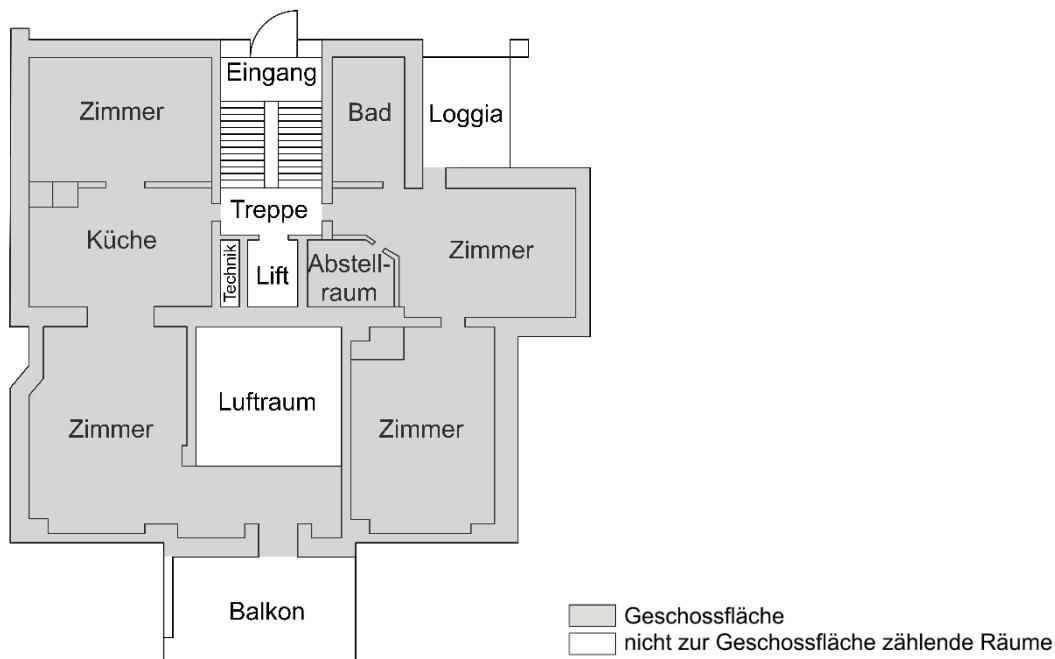 Eingang
Zimmer
Bad
Loggia
Treppe
Küche
Zimmer
Technik
Lift
Abstell-
raum
Luftraum
Zimmer
Zimmer
Balkon
Geschossfläche
nicht zur Geschossfläche zählende Räume